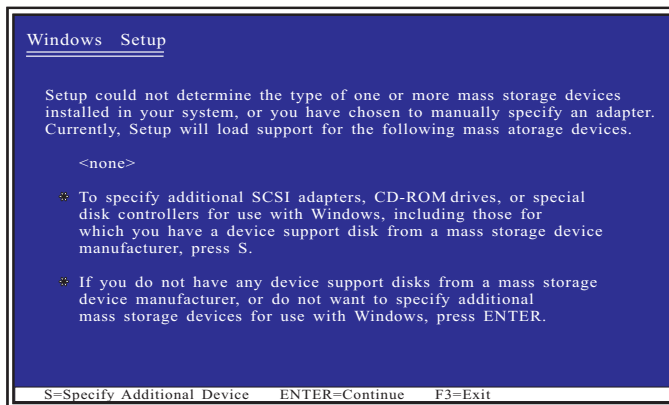 Windows Setup
Setup could not determine the type of one or more mass storage devices
installed in your system, or you have chosen to manually specify an adapter.
Currently, Setup will load support for the following mass atorage devices.
<none>
To specify additional SCSI adapters, CD-ROM drives, or special
disk controllers for use with Windows, including those for
which you have a device support disk from a mass storage device
manufacturer, press S.
If you do not have any device support disks from a mass storage
device manufacturer, or do not want to specify additional
mass storage devices for use with Windows, press ENTER.
S=Specify Additional Device ENTER=Continue F3=Exit